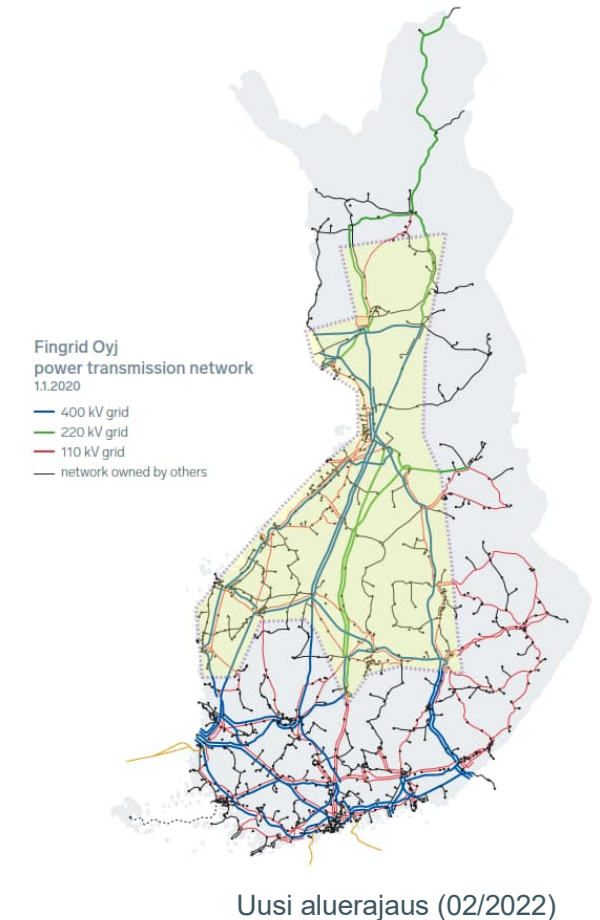 Fingrid Oyj
power transmission network
1.1.2020
400 kV grid
220 kV grid
110 kV grid
network owned by others
Uusi aluerajaus (02/2022)